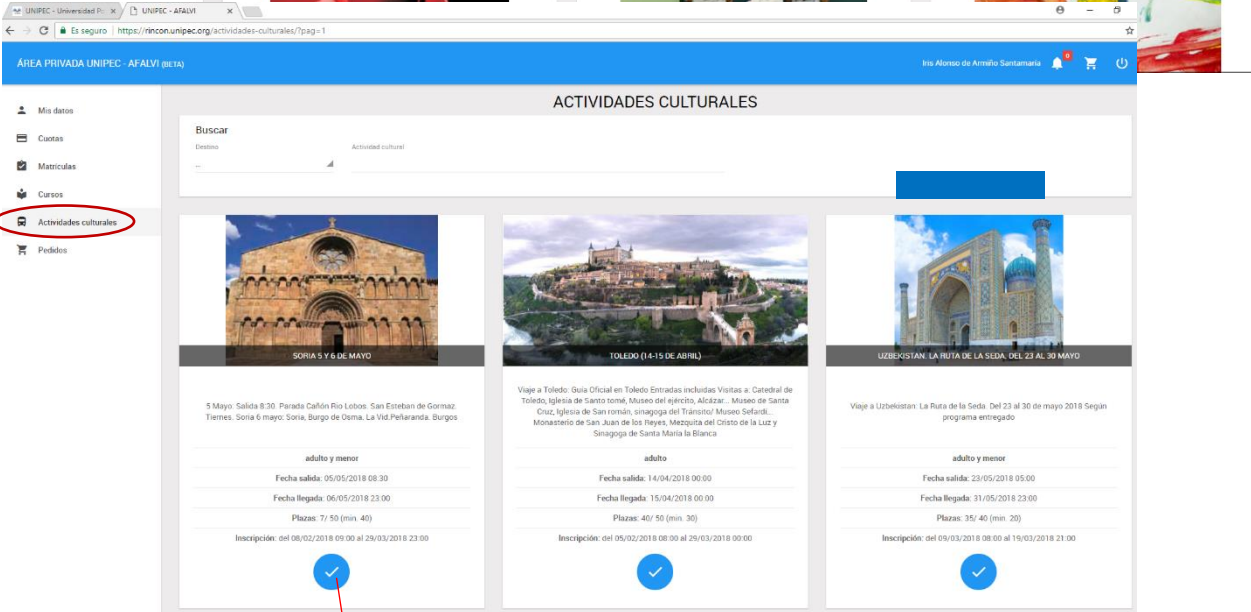 UNIPEC - Universidad Po
UNIPEC - AFALVI
Es seguro | https://rincon.unipec.org/actividades-culturales/?pag=1
ÁREA PRIVADA UNIPEC - AFALVI (BETA)
Iris Alonso de Armiño Santamaría
Mis datos
Cuotas
Matrículas
Cursos
Actividades culturales
Pedidos
ACTIVIDADES CULTURALES
Buscar
Destino
Actividad cultural
--
SORIA 5 Y 6 DE MAYO
5 Mayo: Salida 8:30. Parada Cañón Rio Lobos. San Esteban de Gormaz.
Tiermes. Soria 6 mayo: Soria, Burgo de Osma, La Vid.Peñaranda. Burgos
adulto y menor
Fecha salida: 05/05/2018 08:30
Fecha llegada: 06/05/2018 23:00
Plazas: 7/ 50 (min. 40)
Inscripción: del 08/02/2018 09:00 al 29/03/2018 23:00
TOLEDO (14-15 DE ABRIL)
Viaje a Toledo: Guia Oficial en Toledo Entradas incluidas Visitas a: Catedral de
Toledo, Iglesia de Santo tomé, Museo del ejército, Alcázar... Museo de Santa
Cruz, Iglesia de San román, sinagoga del Tránsito/ Museo Sefardi...
Monasterio de San Juan de los Reyes, Mezquita del Cristo de la Luz y
Sinagoga de Santa María la Blanca
adulto
Fecha salida: 14/04/2018 00:00
Fecha llegada: 15/04/2018 00:00
Plazas: 40/ 50 (min. 30)
Inscripción: del 05/02/2018 08:00 al 29/03/2018 00:00
UZBEKISTAN. LA RUTA DE LA SEDA. DEL 23 AL 30 MAYO
Viaje a Uzbekistan: La Ruta de la Seda. Del 23 al 30 de mayo 2018 Según
programa entregado
adulto y menor
Fecha salida: 23/05/2018 05:00
Fecha llegada: 31/05/2018 23:00
Plazas: 35/ 40 (min. 20)
Inscripción: del 09/03/2018 08:00 al 19/03/2018 21:00